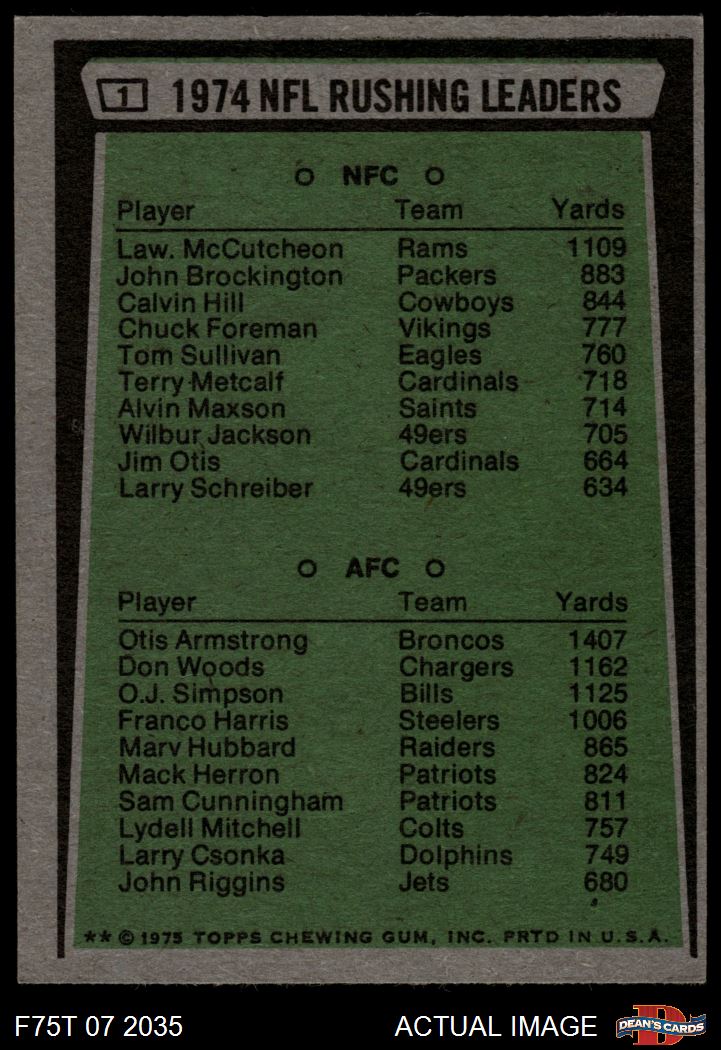 1 1974 NFL RUSHING LEADERS
NFC
Player Team Yards
Law. McCutcheon Rams 1109
John Brockington Packers 883
Calvin Hill Cowboys 844
Chuck Foreman Vikings 777
Tom Sullivan Eagles 760
Terry Metcalf Cardinals 718
Alvin Maxson Saints 714
Wilbur Jackson 49ers 705
Jim Otis Cardinals 664
Larry Schreiber 49ers 634
AFC
Player Team Yards
Otis Armstrong Broncos 1407
Don Woods Chargers 1162
O.J. Simpson Bills 1125
Franco Harris Steelers 1006
Marv Hubbard Raiders 865
Mack Herron Patriots 824
Sam Cunningham Patriots 811
Lydell Mitchell Colts 757
Larry Csonka Dolphins 749
John Riggins Jets 680
** © 1975 TOPPS CHEWING GUM, INC. PRTD IN U.S.A.
F75T 07 2035 ACTUAL IMAGE D DEAN'S CARDS